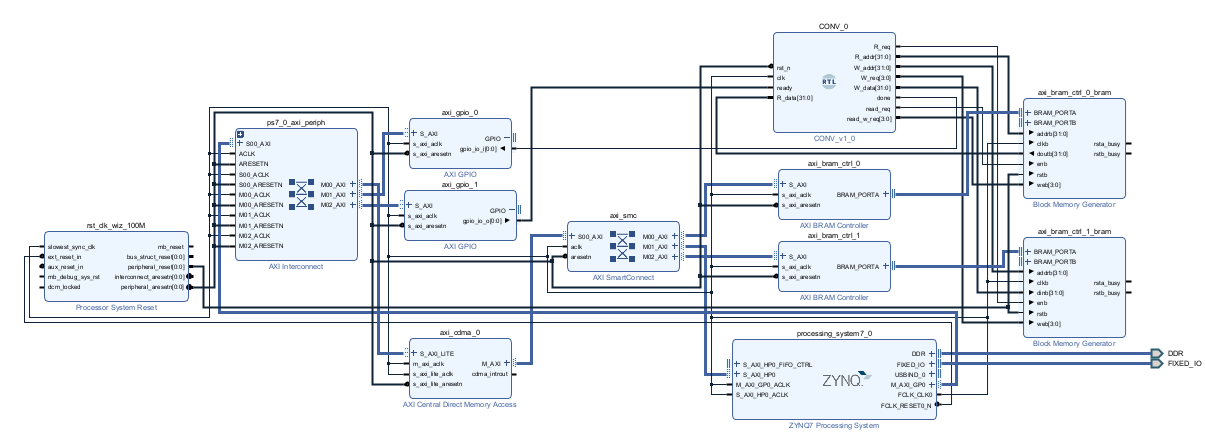 CONV_0
rst_n
clk
ready
R_data[31:0]
RTL
R_req
R_addr[31:0]
W_addr[31:0]
W_req[3:0]
W_data[31:0]
done
read_req
read_w_req[3:0]
CONV_v1_0
axi_bram_ctrl_0_bram
BRAM_PORTA
BRAM_PORTB
addrb[31:0]
clkb
doutb[31:0]
enb
rstb
web[3:0]
rsta_busy
rstb_busy
Block Memory Generator
axi_gpio_0
S_AXI
s_axi_aclk
s_axi_aresetn
GPIO
gpio_io_i[0:0]
AXI GPIO
ps7_0_axi_periph
S00_AXI
ACLK
ARESETN
S00_ACLK
S00_ARESETN
M00_ACLK
M00_ARESETN
M01_ACLK
M01_ARESETN
M02_ACLK
M02_ARESETN
M00_AXI
M01_AXI
M02_AXI
AXI Interconnect
axi_gpio_1
S_AXI
s_axi_aclk
s_axi_aresetn
GPIO
gpio_io_o[0:0]
AXI GPIO
axi_bram_ctrl_0
S_AXI
s_axi_aclk
s_axi_aresetn
BRAM_PORTA
AXI BRAM Controller
axi_smc
S00_AXI
aclk
aresetn
M00_AXI
M01_AXI
M02_AXI
AXI SmartConnect
rst_clk_wiz_100M
slowest_sync_clk
ext_reset_in
aux_reset_in
mb_debug_sys_rst
dcm_locked
mb_reset
bus_struct_reset[0:0]
peripheral_reset[0:0]
interconnect_aresetn[0:0]
peripheral_aresetn[0:0]
Processor System Reset
axi_bram_ctrl_1
S_AXI
s_axi_aclk
s_axi_aresetn
BRAM_PORTA
AXI BRAM Controller
axi_bram_ctrl_1_bram
BRAM_PORTA
BRAM_PORTB
addrb[31:0]
clkb
dinb[31:0]
enb
rstb
web[3:0]
rsta_busy
rstb_busy
Block Memory Generator
axi_cdma_0
S_AXI_LITE
m_axi_aclk
s_axi_lite_aclk
s_axi_lite_aresetn
M_AXI
cdma_introut
AXI Central Direct Memory Access
processing_system7_0
S_AXI_HP0_FIFO_CTRL
S_AXI_HP0
M_AXI_GP0_ACLK
S_AXI_HP0_ACLK
ZYNQ
DDR
FIXED_IO
USBIND_0
M_AXI_GP0
FCLK_CLK0
FCLK_RESET0_N
ZYNQ7 Processing System
DDR
FIXED_IO